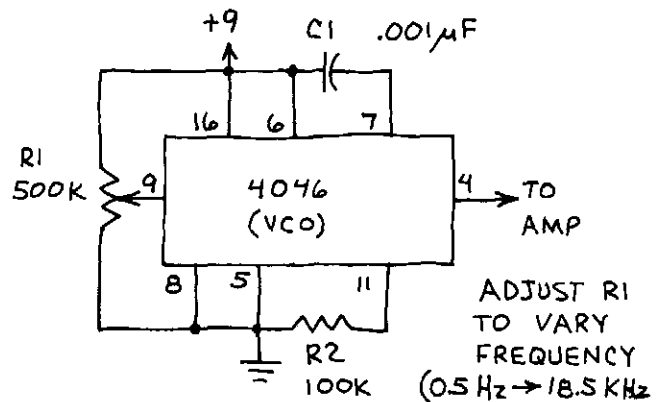 +9
C1 .001µF
16 6 7
R1
500K
9
4046
(VCO)
4
TO
AMP
8 5 11
R2
100K
ADJUST R1
TO VARY
FREQUENCY
(0.5 Hz → 18.5 KHz